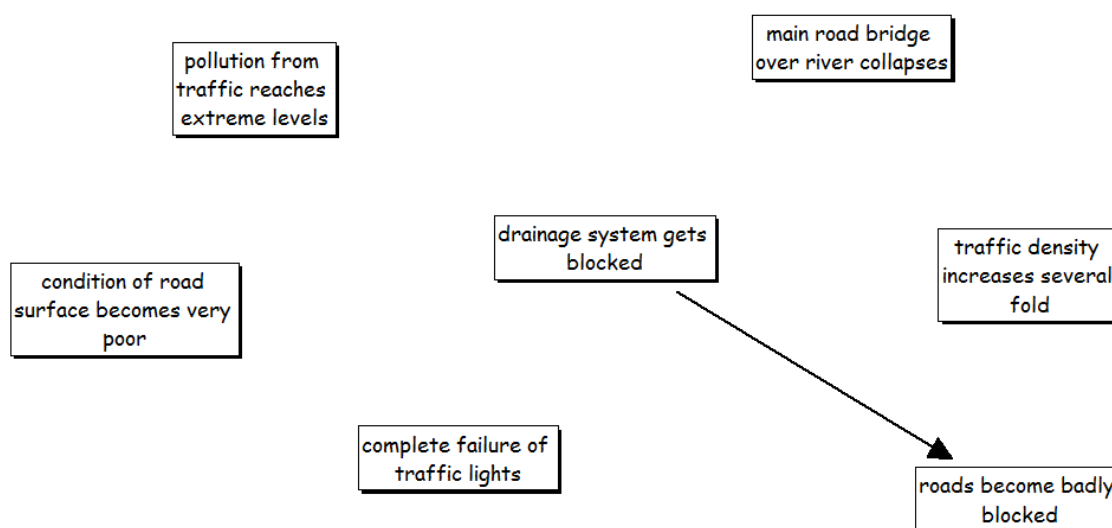 main road bridge
over river collapses
pollution from
traffic reaches
extreme levels
drainage system gets
blocked
traffic density
increases several
fold
condition of road
surface becomes very
poor
complete failure of
traffic lights
roads become badly
blocked